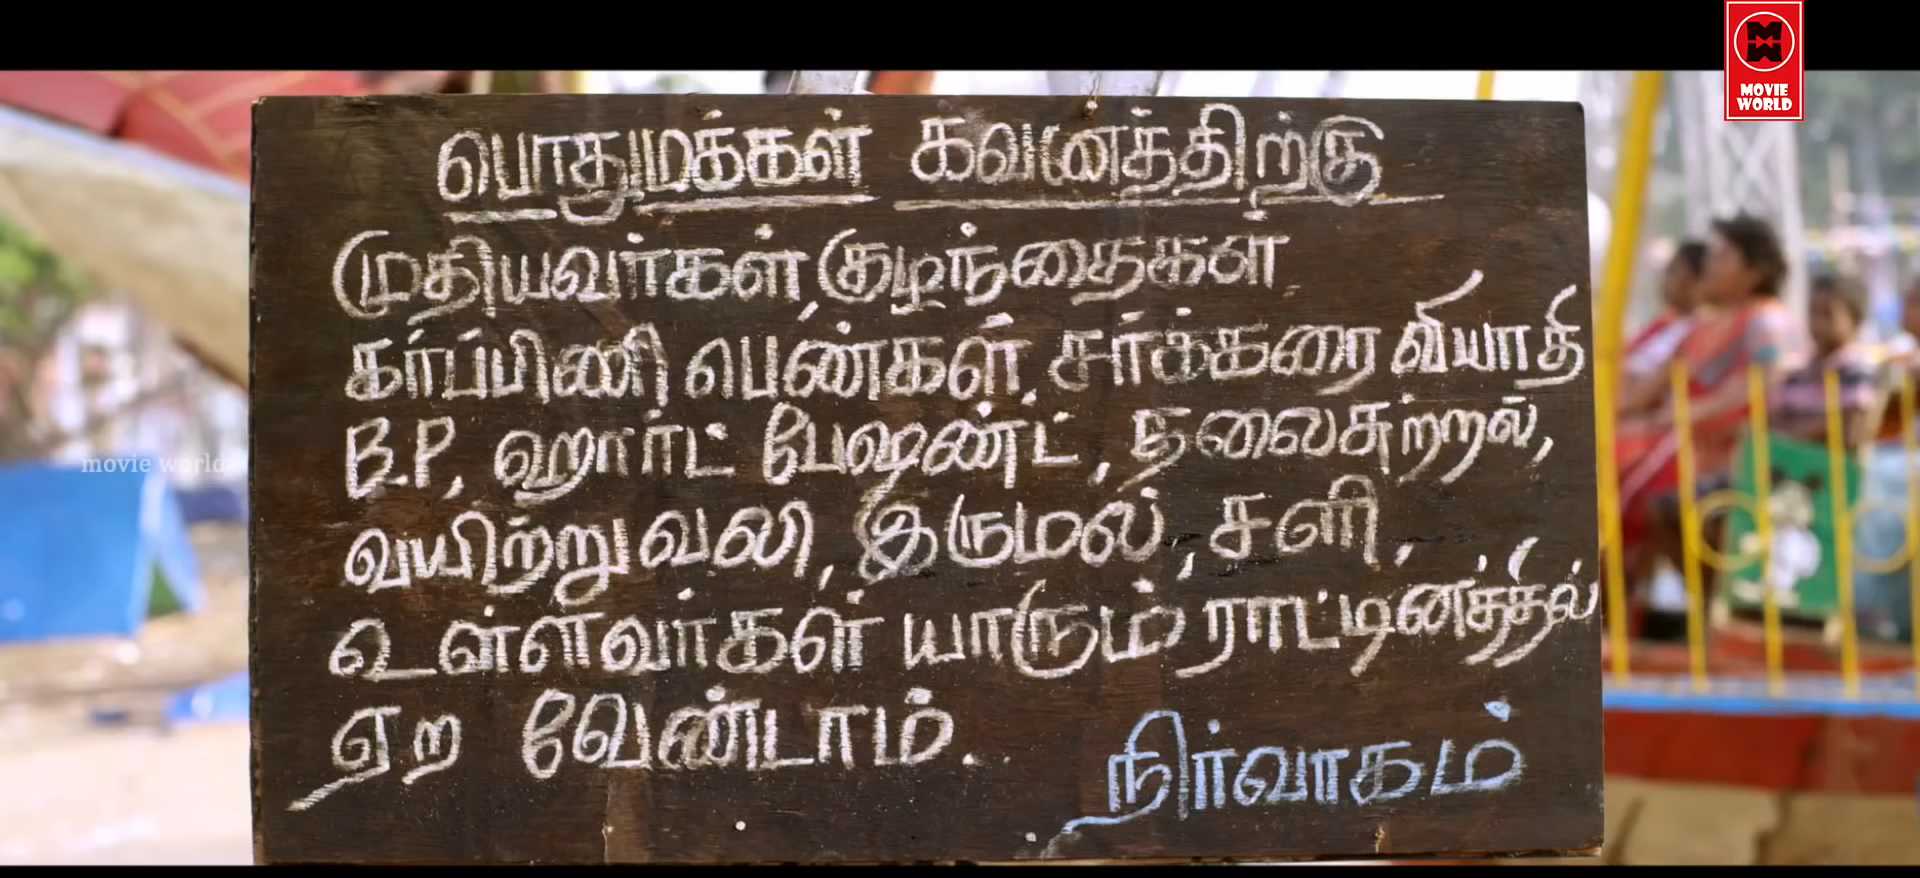 MOVIE
WORLD
பொதுமக்கள் கவனத்திற்கு
முதியவர்கள், குழந்தைகள்,
கர்ப்பிணி பெண்கள், சர்க்கரை வியாதி
B.P, ஹார்ட் பேஷண்ட், தலைசுற்றல்,
movie world
வயிற்று வலி, இருமல், சளி,
உள்ளவர்கள் யாரும் ராட்டினத்தில்
ஏற வேண்டாம்.
நிர்வாகம்